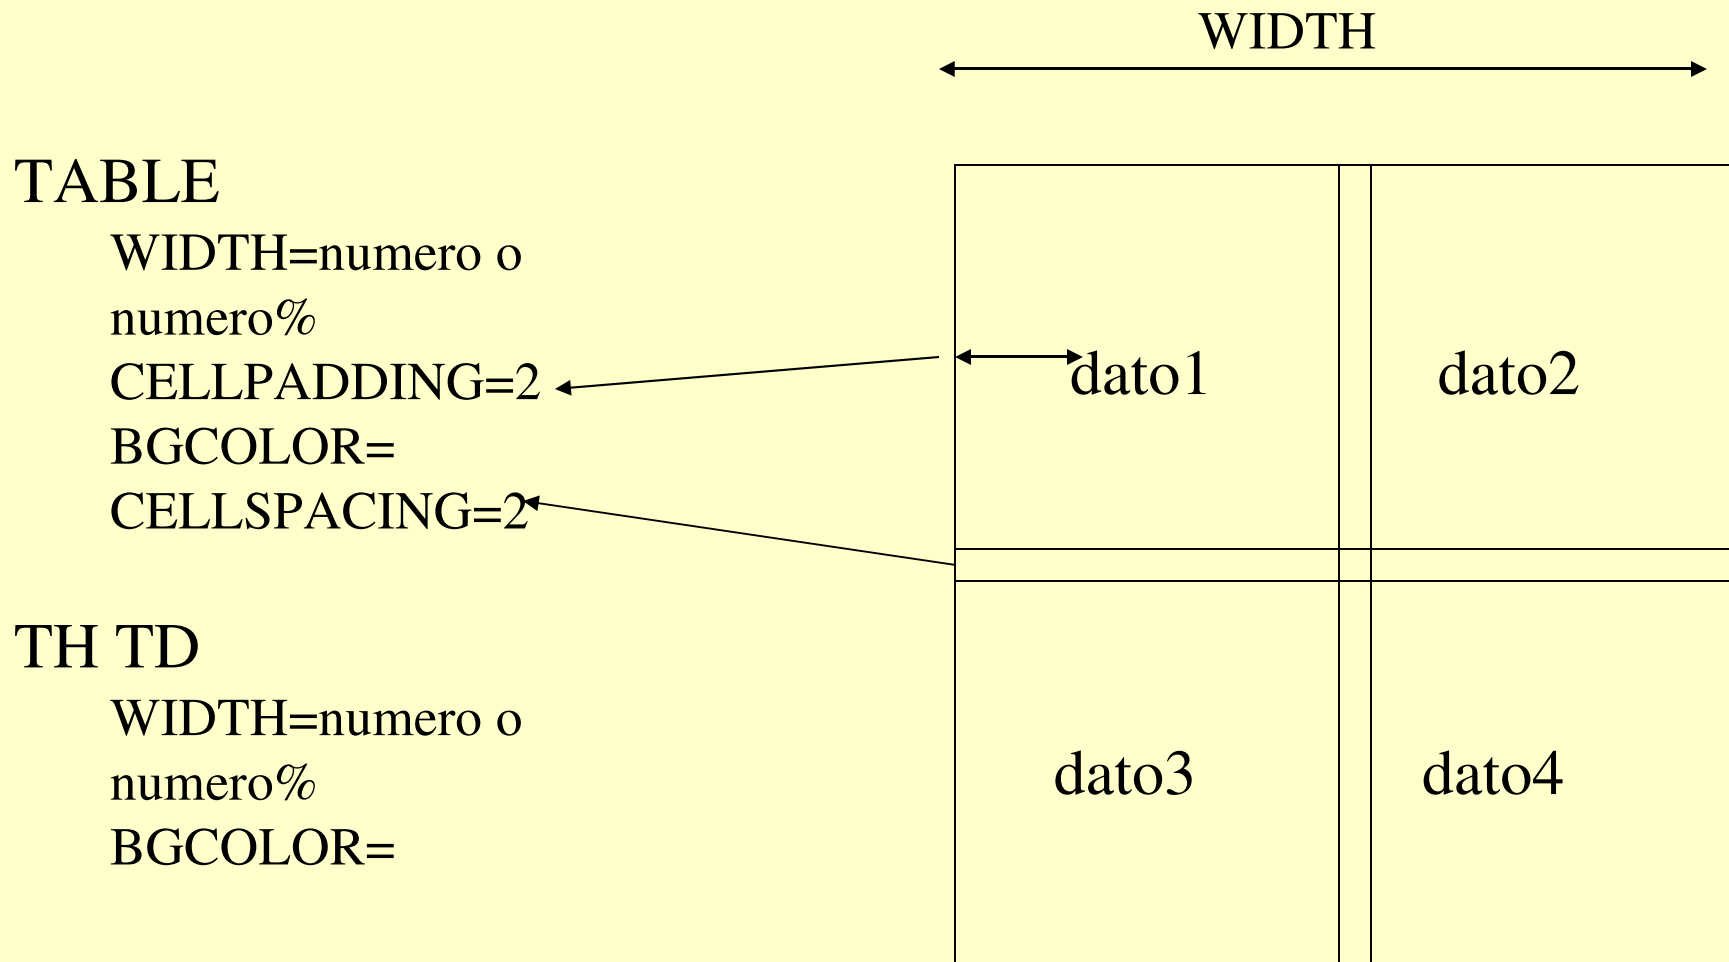 WIDTH
TABLE
WIDTH=numero o
numero%
CELLPADDING=2
BGCOLOR=
CELLSPACING=2
TH TD
WIDTH=numero o
numero%
BGCOLOR=
dato1 dato2
dato3 dato4